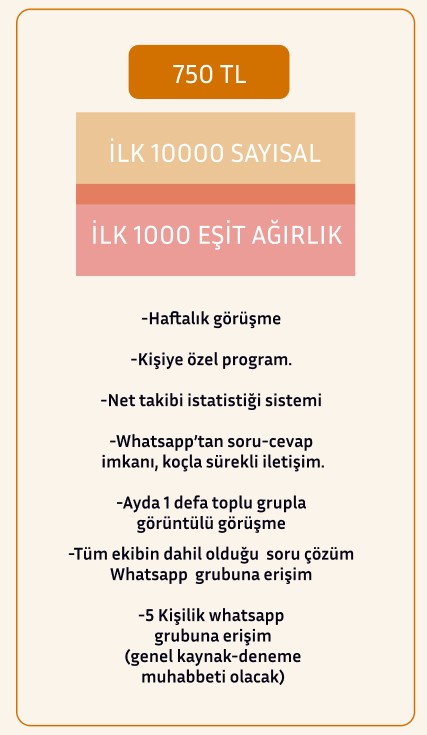 750 TL
İLK 10000 SAYISAL
İLK 1000 EŞİT AĞIRLIK
-Haftalık görüşme
-Kişiye özel program.
-Net takibi istatistiği sistemi
-Whatsapp'tan soru-cevap
imkanı, koçla sürekli iletişim.
-Ayda 1 defa toplu grupla
görüntülü görüşme
-Tüm ekibin dahil olduğu soru çözüm
Whatsapp grubuna erişim
-5 Kişilik whatsapp
grubuna erişim
(genel kaynak-deneme
muhabbeti olacak)